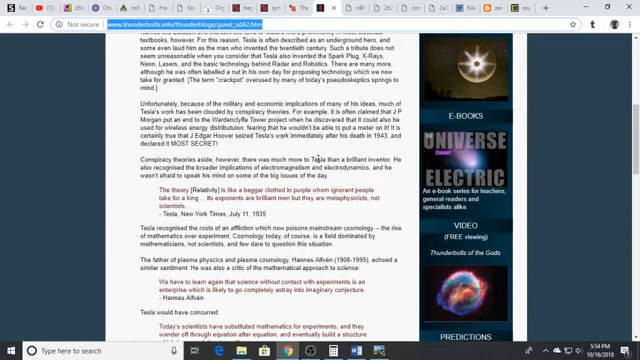 Not secure | www.thunderbolts.info/thunderblogs/guest_sd42.htm
textbooks, however. For this reason, Tesla is often described as an underground hero, and
some even laud him as the man who invented the twentieth century. Such a tribute does not
seem unreasonable when you consider that Tesla also invented the Spark Plug, X-Rays,
Neon, Lasers, and the basic technology behind Radar and Robotics. There are many more,
although he was often labelled a nut in his own day for proposing technology which we now
take for granted. [The term "crackpot" overused by many of today's pseudoskeptics springs to
mind.]
Unfortunately, because of the military and economic implications of many of his ideas, much
of Tesla's work has been clouded by conspiracy theories. For example, it is often claimed that J P
Morgan put an end to the Wardenclyffe Tower project when he discovered that it could also be
used for wireless energy distributuion, fearing that he wouldn't be able to put a meter on it! It is
certainly true that J Edgar Hoover seized Tesla's work immediately after his death in 1943, and
declared it MOST SECRET!
Conspiracy theories aside, however, there was much more to Tesla than a brilliant inventor. He
also recognised the broader implications of electromagnetism and electrodynamics, and he
wasn't afraid to speak his mind on some of the big issues of the day.
The theory [Relativity] is like a beggar clothed in purple whom ignorant people
take for a king ... Its exponents are brilliant men but they are metaphysicists, not
scientists...
- Tesla, New York Times, July 11, 1935
Tesla recognised the roots of an affliction which now poisons mainstream cosmology - the rise
of mathematics over experiment. Cosmology today, of course, is a field dominated by
mathematicians, not scientists, and few dare to question this situation.
The father of plasma physcics and plasma cosmology, Hannes Alfvén (1908-1995), echoed a
similar sentiment. He was also a critic of the mathematical approach to science:
We have to learn again that science without contact with experiments is an
enterprise which is likely to go completely astray into imaginary conjecture.
- Hannes Alfvén
Tesla would have concurred:
Today's scientists have substituted mathematics for experiments, and they
wander off through equation after equation, and eventually build a structure
E-BOOKS
The
UNIVERSE
ELECTRIC
An e-book series for teachers,
general readers and
specialists alike.
VIDEO
(FREE viewing)
Thunderbolts of the Gods
PREDICTIONS
Type here to search
5:54 PM
10/16/2018